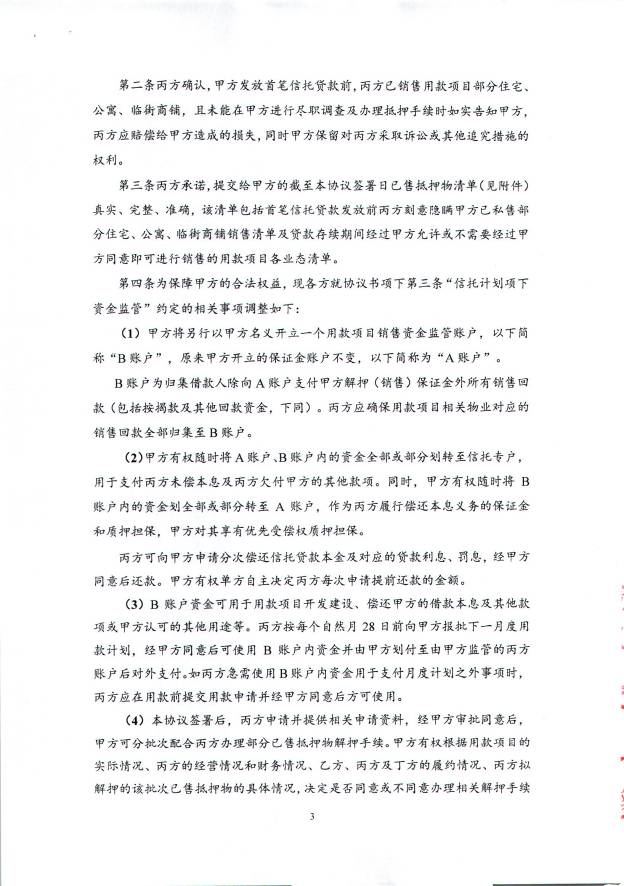 第二条丙方确认,甲方发放首笔信托贷款前,丙方已销售用款项目部分住宅、
公寓、临街商铺，且未能在甲方进行尽职调查及办理抵押手续时如实告知甲方，
丙方应赔偿给甲方造成的损失,同时甲方保留对丙方采取诉讼或其他追究措施的
权利。
第三条丙方承诺,提交给甲方的截至本协议签署日已售抵押物清单(见附件)
真实、完整、准确，该清单包括首笔信托贷款发放前丙方刻意隐瞒甲方已私售部
分住宅、公寓、临街商铺销售清单及贷款存续期间经过甲方允许或不需要经过甲
方同意即可进行销售的用款项目各业态清单。
第四条为保障甲方的合法权益，现各方就协议书项下第三条“信托计划项下
资金监管”约定的相关事项调整如下：
（1）甲方将另行以甲方名义开立一个用款项目销售资金监管账户，以下简
称“B账户”，原来甲方开立的保证金账户不变，以下简称为“A账户”。
B账户为归集借款人除向A账户支付甲方解押（销售）保证金外所有销售回
款（包括按揭款及其他回款资金，下同）。丙方应确保用款项目相关物业对应的
销售回款全部归集至B账户。
（2）甲方有权随时将A账户、B账户内的资金全部或部分划转至信托专户，
用于支付丙方未偿本息及丙方欠付甲方的其他款项。同时，甲方有权随时将 B
账户内的资金划全部或部分转至 A 账户，作为丙方履行偿还本息义务的保证金
和质押担保，甲方对其享有优先受偿权质押担保。
丙方可向甲方申请分次偿还信托贷款本金及对应的贷款利息、罚息，经甲方
同意后还款。甲方有权单方自主决定丙方每次申请提前还款的金额。
（3）B 账户资金可用于用款项目开发建设、偿还甲方的借款本息及其他款
项或甲方认可的其他用途等。丙方按每个自然月 28 日前向甲方报批下一月度用
款计划，经甲方同意后可使用 B 账户内资金并由甲方划付至由甲方监管的丙方
账户后对外支付。如丙方急需使用B账户内资金用于支付月度计划之外事项时，
丙方应在用款前提交用款申请并经甲方同意后方可使用。
（4）本协议签署后，丙方申请并提供相关申请资料，经甲方审批同意后，
甲方可分批次配合丙方办理部分已售抵押物解押手续。甲方有权根据用款项目的
实际情况、丙方的经营情况和财务情况、乙方、丙方及丁方的履约情况、丙方拟
解押的该批次已售抵押物的具体情况,决定是否同意或不同意办理相关解押手续
3